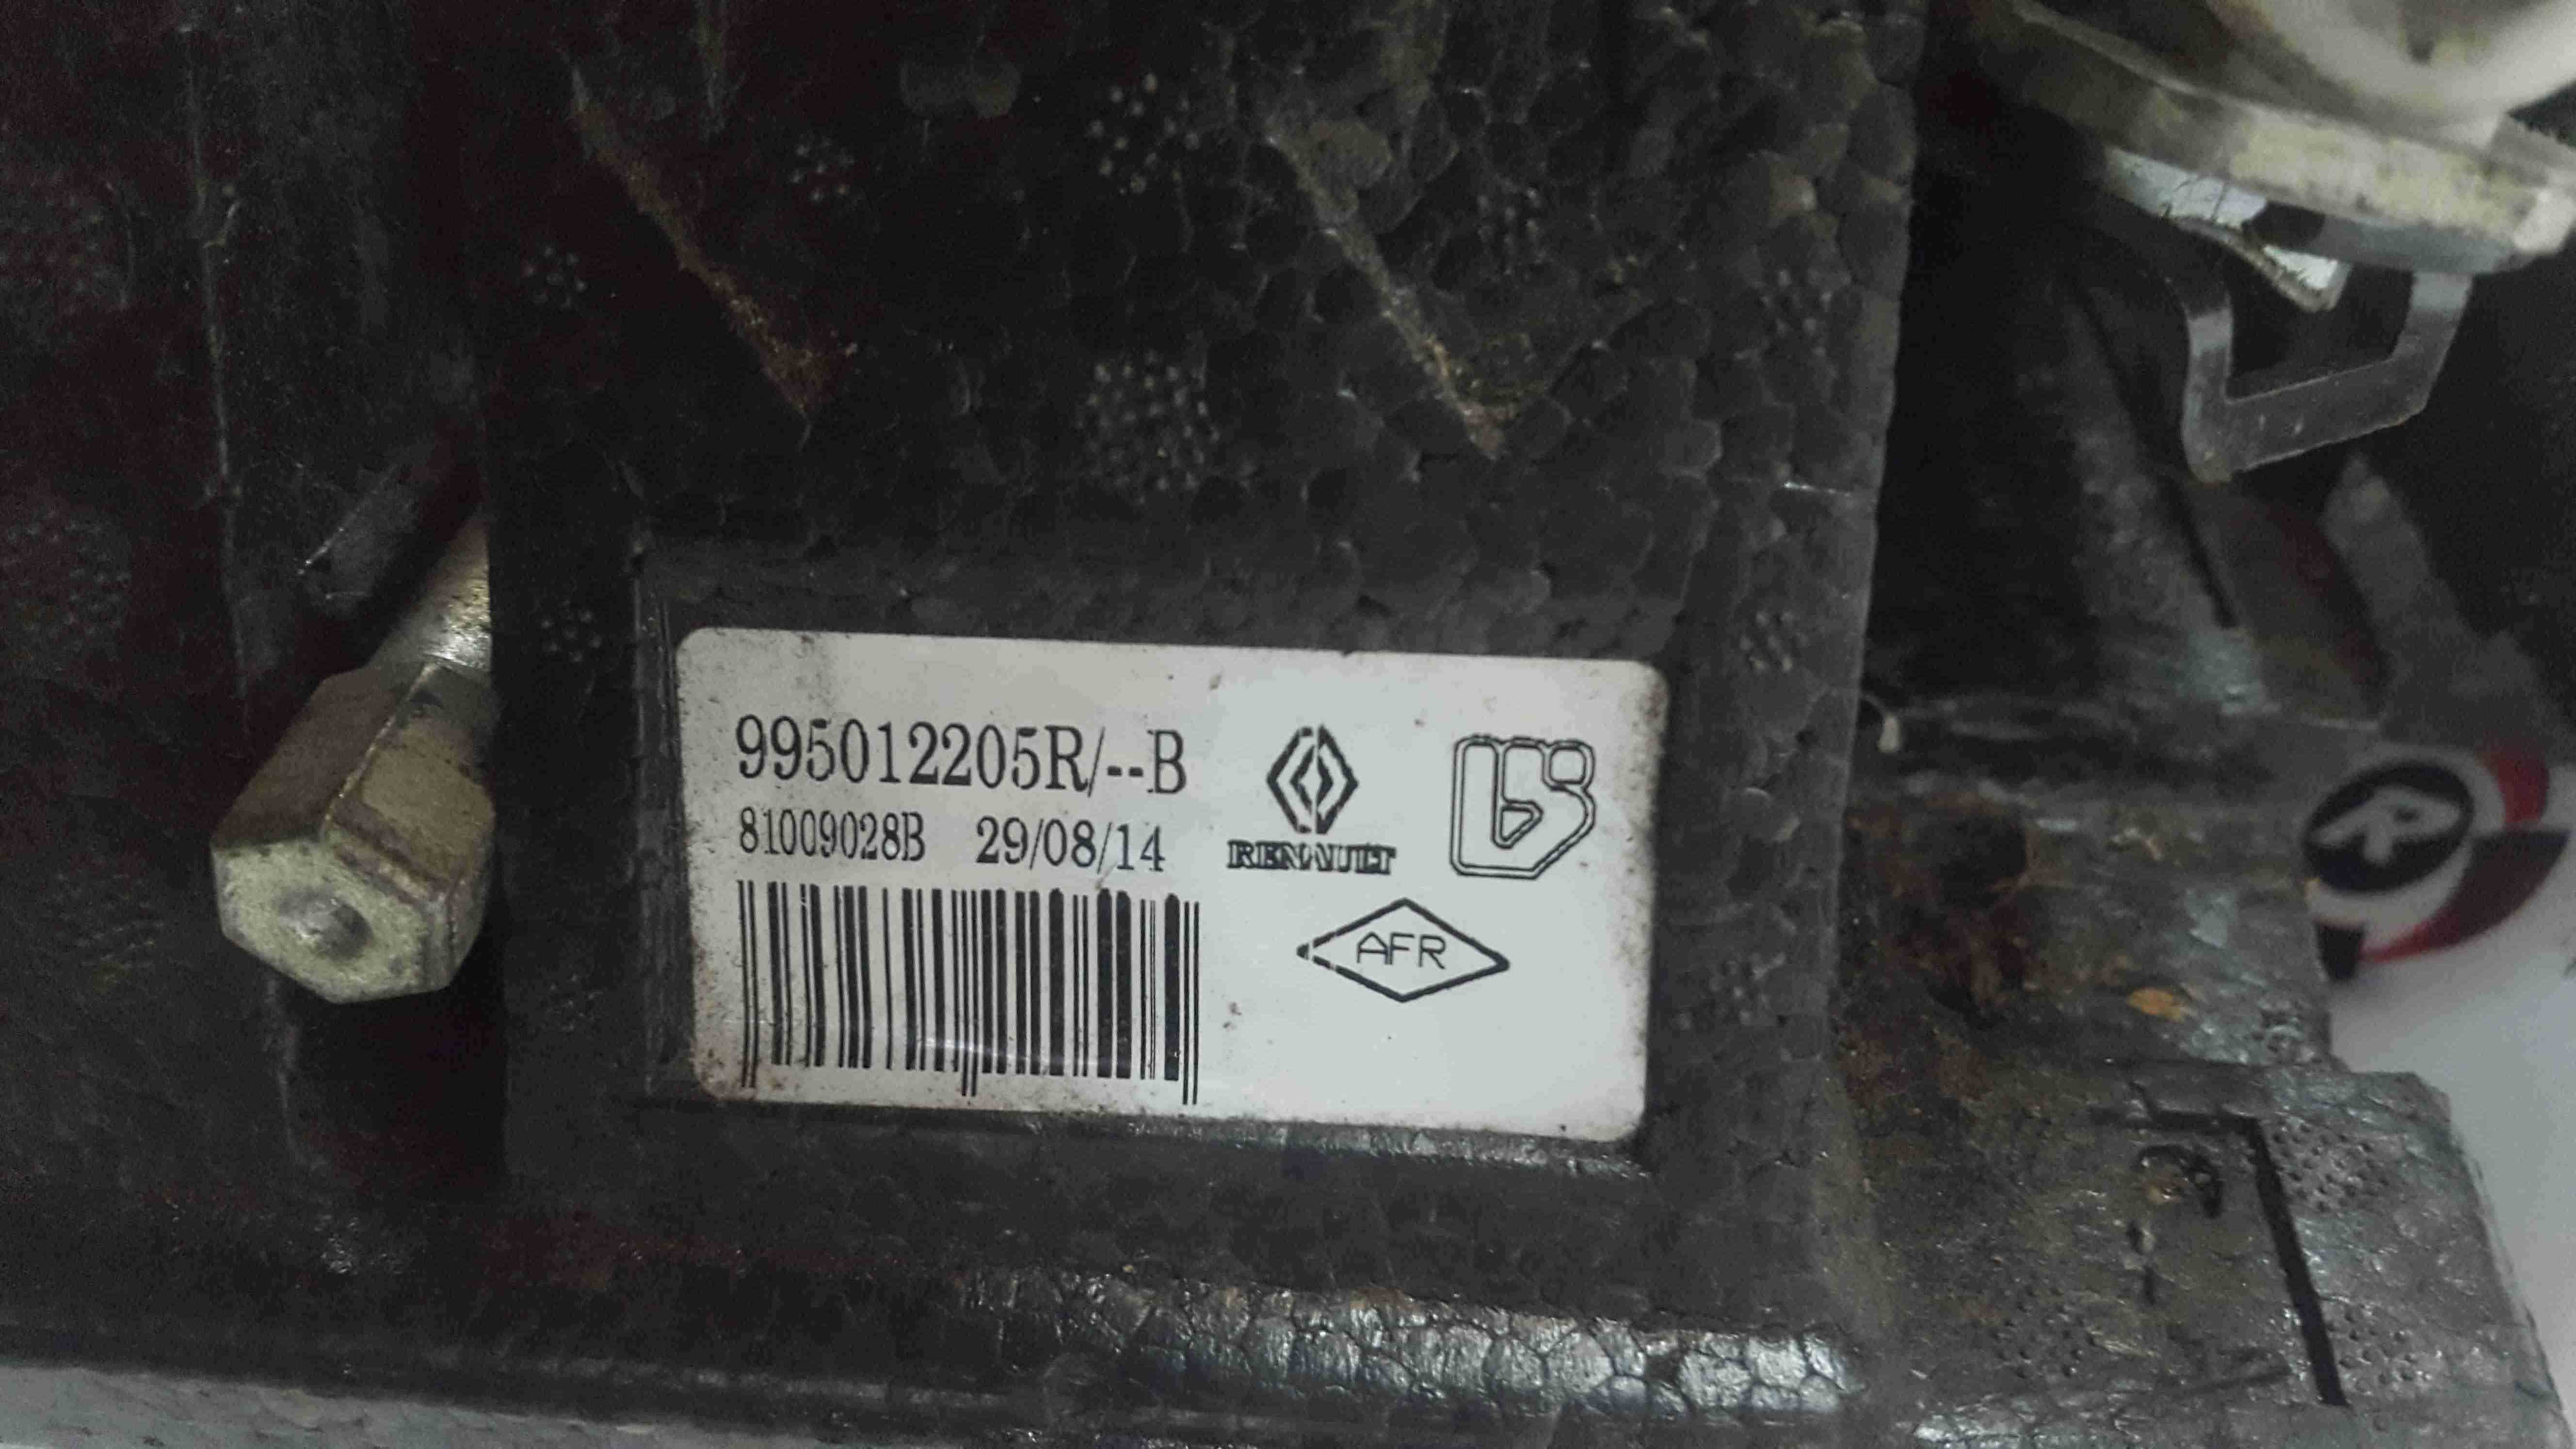 995012205R/--B
81009028B 29/08/14
RENAULT
AFR
R